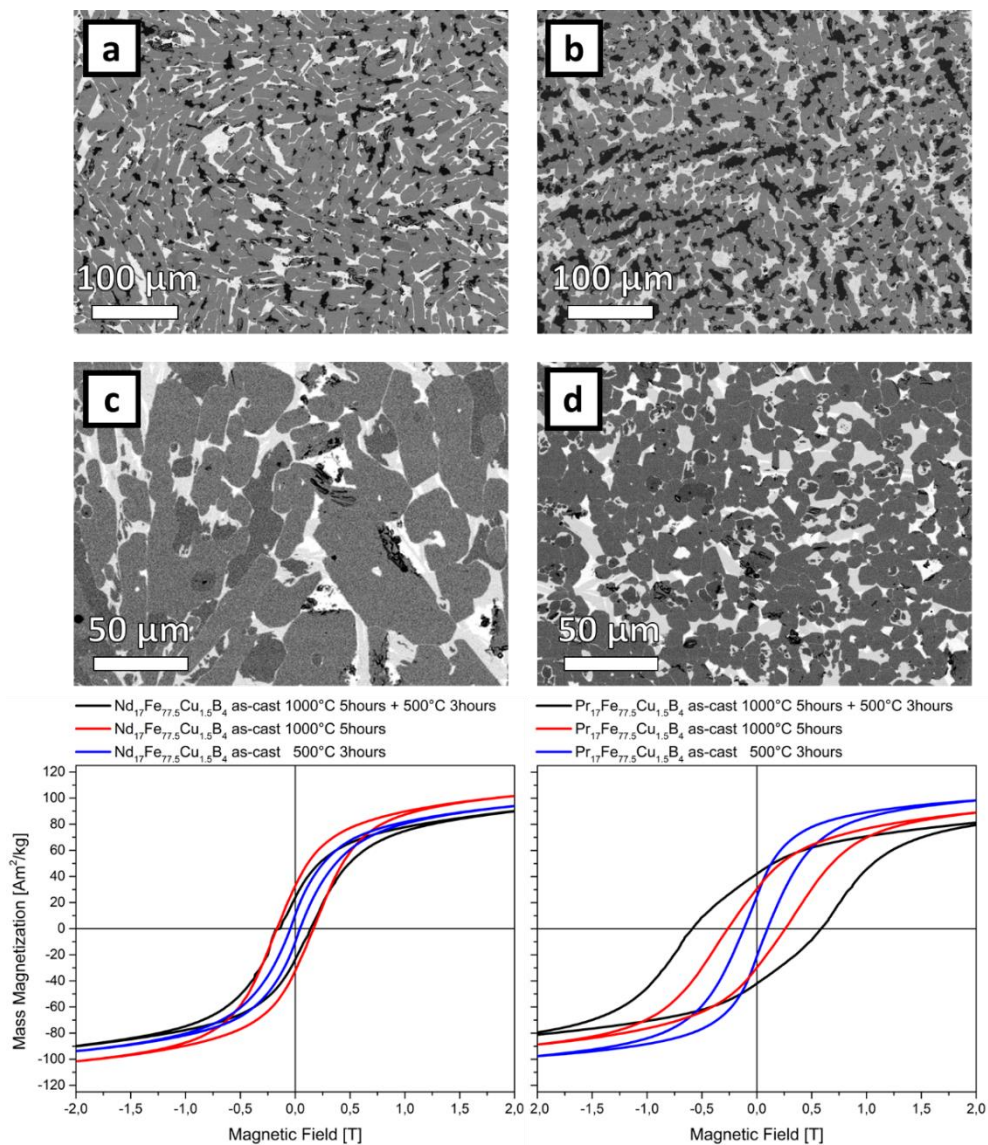 a
b
100 μm
100 μm
c
d
50 μm
50 μm
Nd₁₇Fe₇₇.₅Cu₁.₅B₄ as-cast 1000°C 5hours + 500°C 3hours
Nd₁₇Fe₇₇.₅Cu₁.₅B₄ as-cast 1000°C 5hours
Nd₁₇Fe₇₇.₅Cu₁.₅B₄ as-cast 500°C 3hours
Pr₁₇Fe₇₇.₅Cu₁.₅B₄ as-cast 1000°C 5hours + 500°C 3hours
Pr₁₇Fe₇₇.₅Cu₁.₅B₄ as-cast 1000°C 5hours
Pr₁₇Fe₇₇.₅Cu₁.₅B₄ as-cast 500°C 3hours
Mass Magnetization [Am²/kg]
120
100
80
60
40
20
0
-20
-40
-60
-80
-100
-120
-2,0 -1,5 -1,0 -0,5 0,0 0,5 1,0 1,5 2,0
-2,0 -1,5 -1,0 -0,5 0,0 0,5 1,0 1,5 2,0
Magnetic Field [T]
Magnetic Field [T]